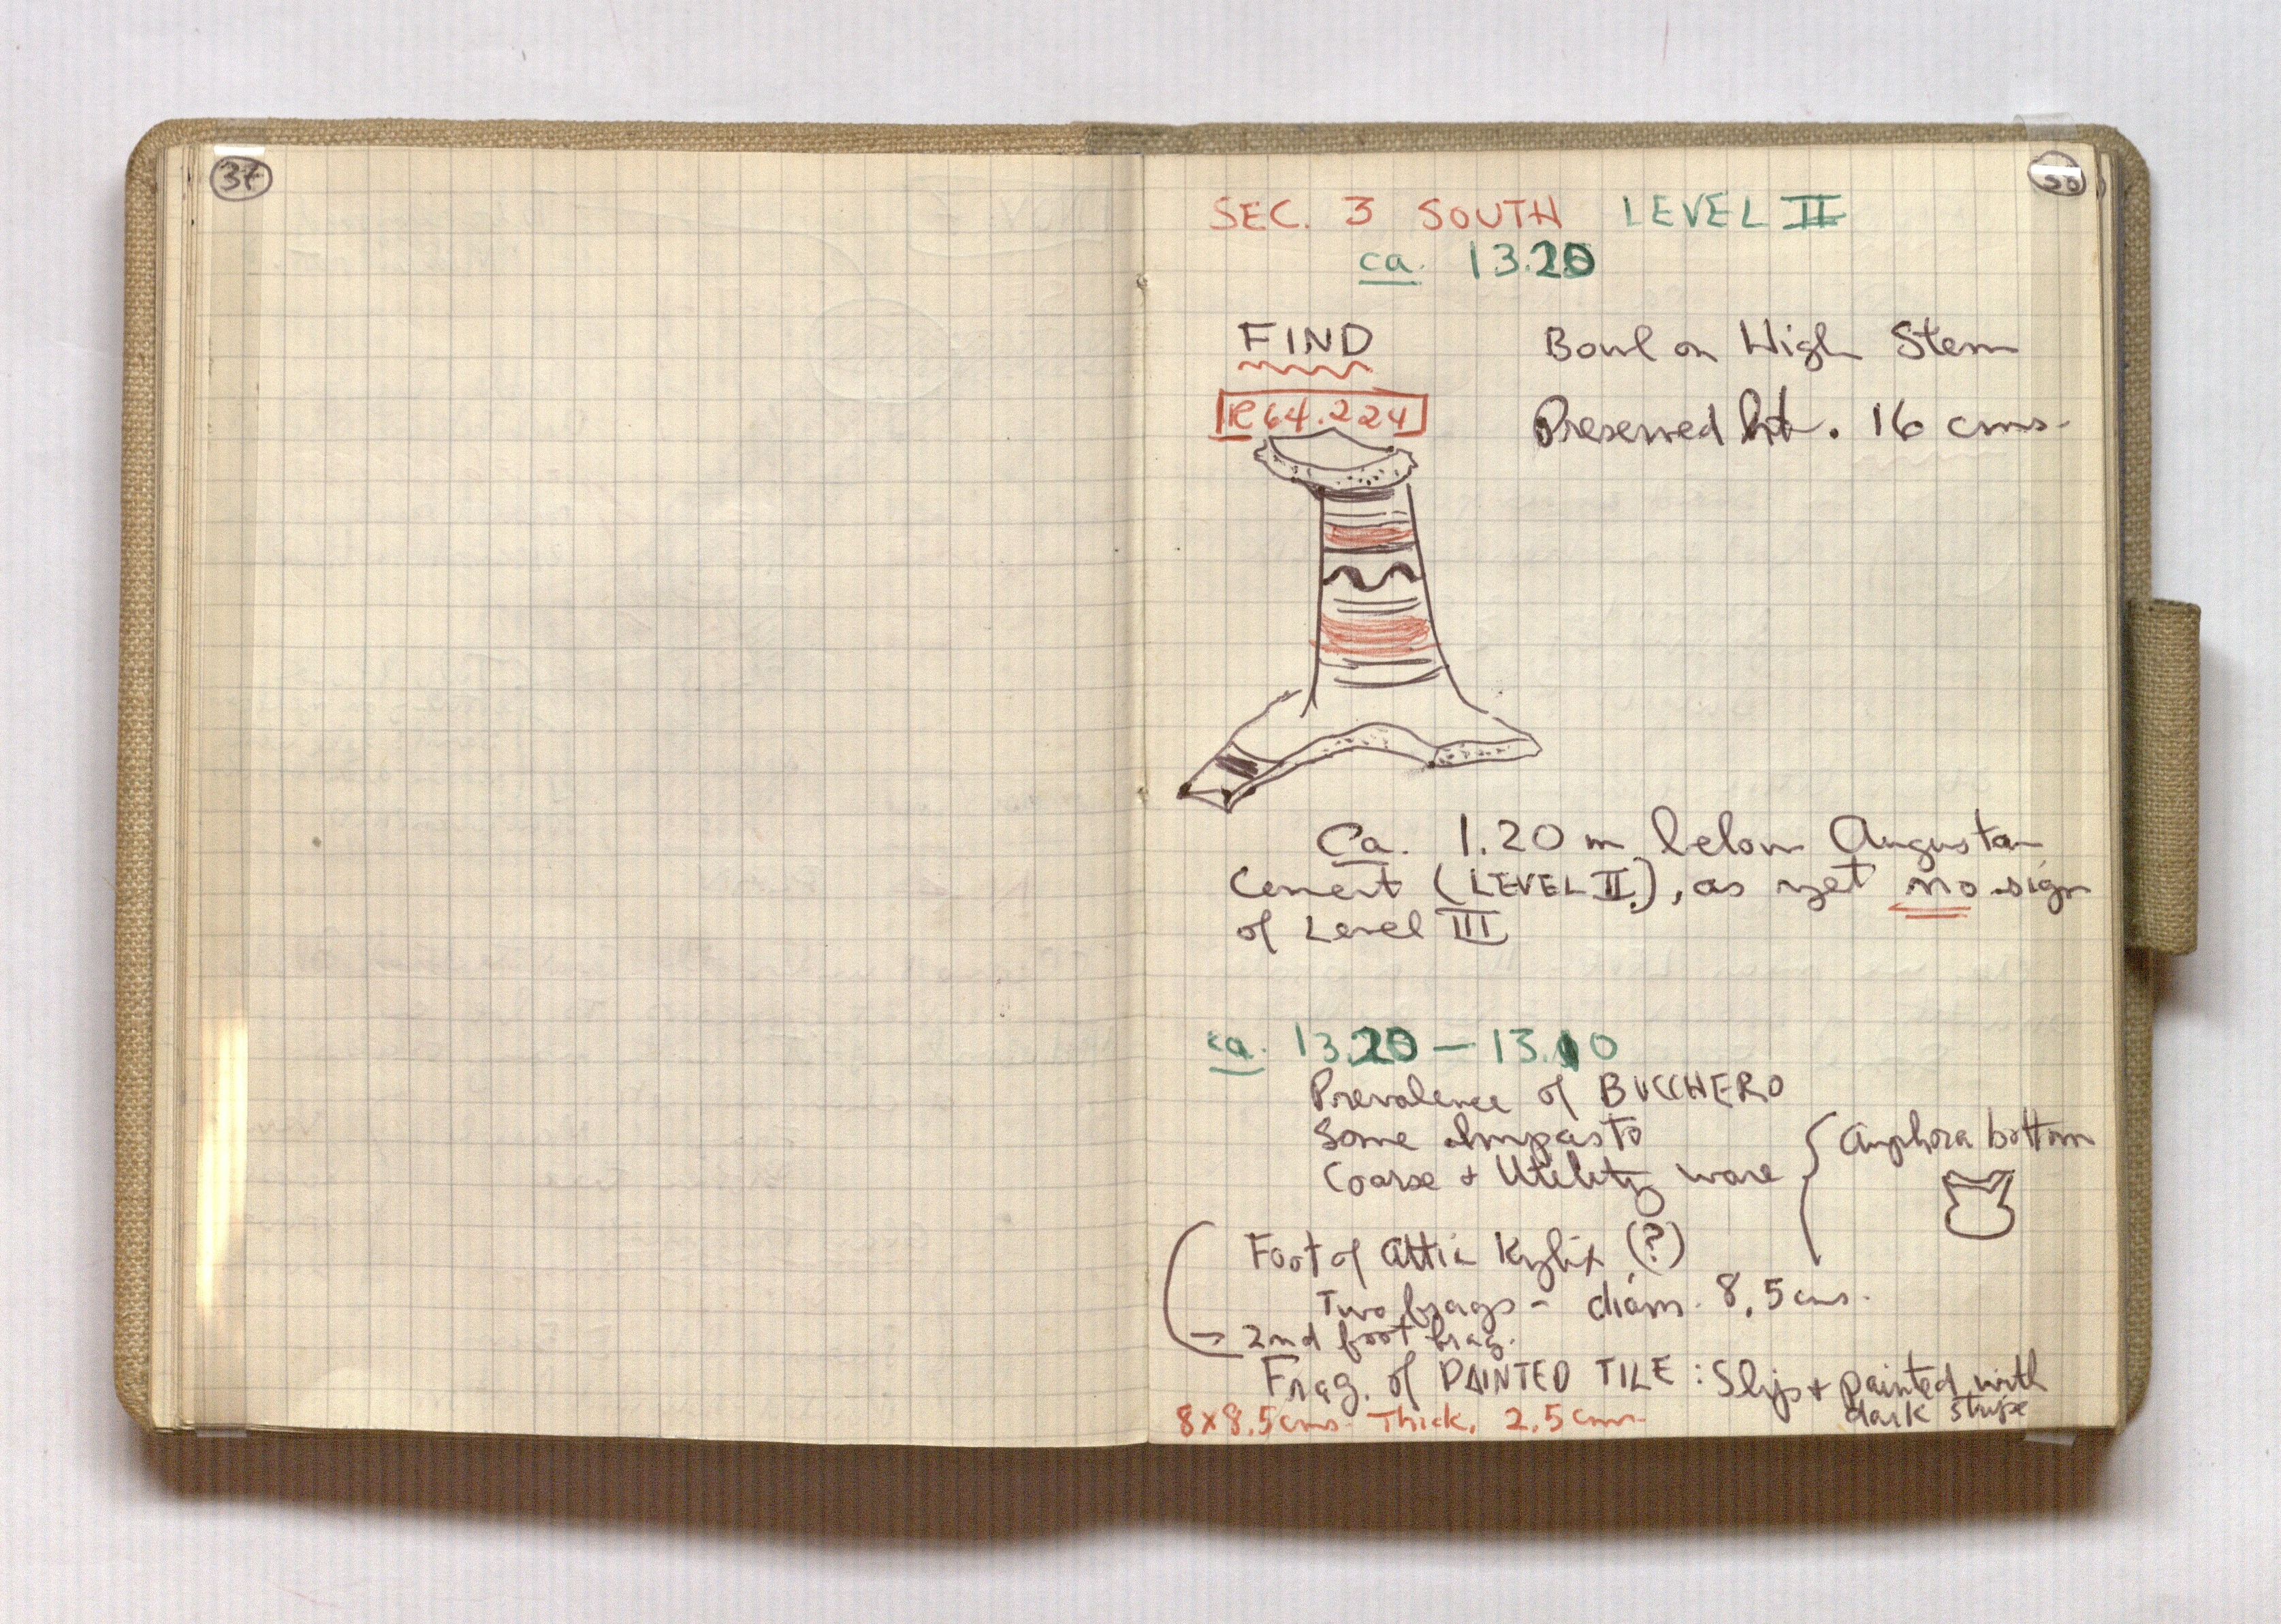 37
38
SEC. 3 SOUTH LEVEL II
ca. 13.20
FIND
Bowl on High Stem
R64.224
Preserved ht. 16 cms.
Ca. 1.20 m below Augustan
Cement (LEVEL II), as yet no sign
of Level III
ca. 13.20 — 13.10
Prevalence of BUCCHERO
Some Impasto
Coarse + Utility ware
Amphora bottom
Foot of Attic Kylix (?)
Two frags - diam. 8,5 cms.
→ 2nd foot frag.
Frag. of PAINTED TILE: Slip + painted with
dark stripe
8x8.5cms. Thick. 2.5cms.